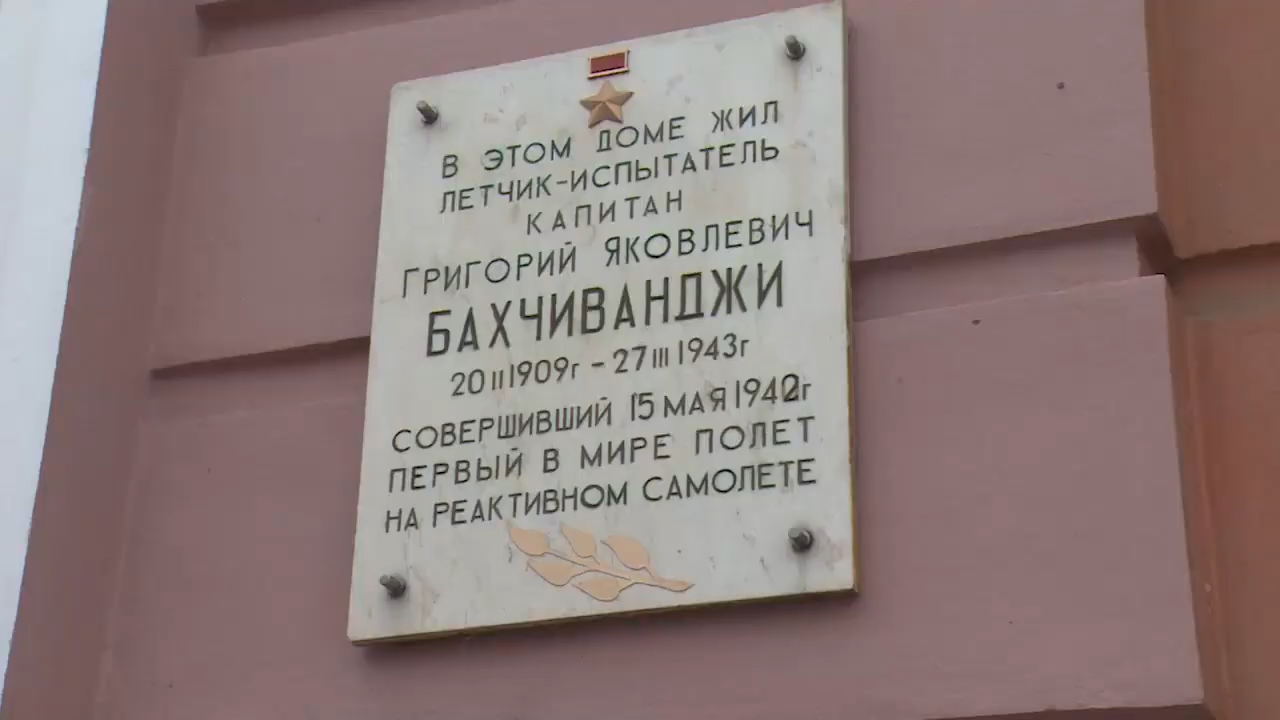 В ЭТОМ ДОМЕ ЖИЛ
ЛЕТЧИК-ИСПЫТАТЕЛЬ
КАПИТАН
ГРИГОРИЙ ЯКОВЛЕВИЧ
БАХЧИВАНДЖИ
20 II 1909г - 27 III 1943г
СОВЕРШИВШИЙ 15 МАЯ 1942г
ПЕРВЫЙ В МИРЕ ПОЛЕТ
НА РЕАКТИВНОМ САМОЛЕТЕ